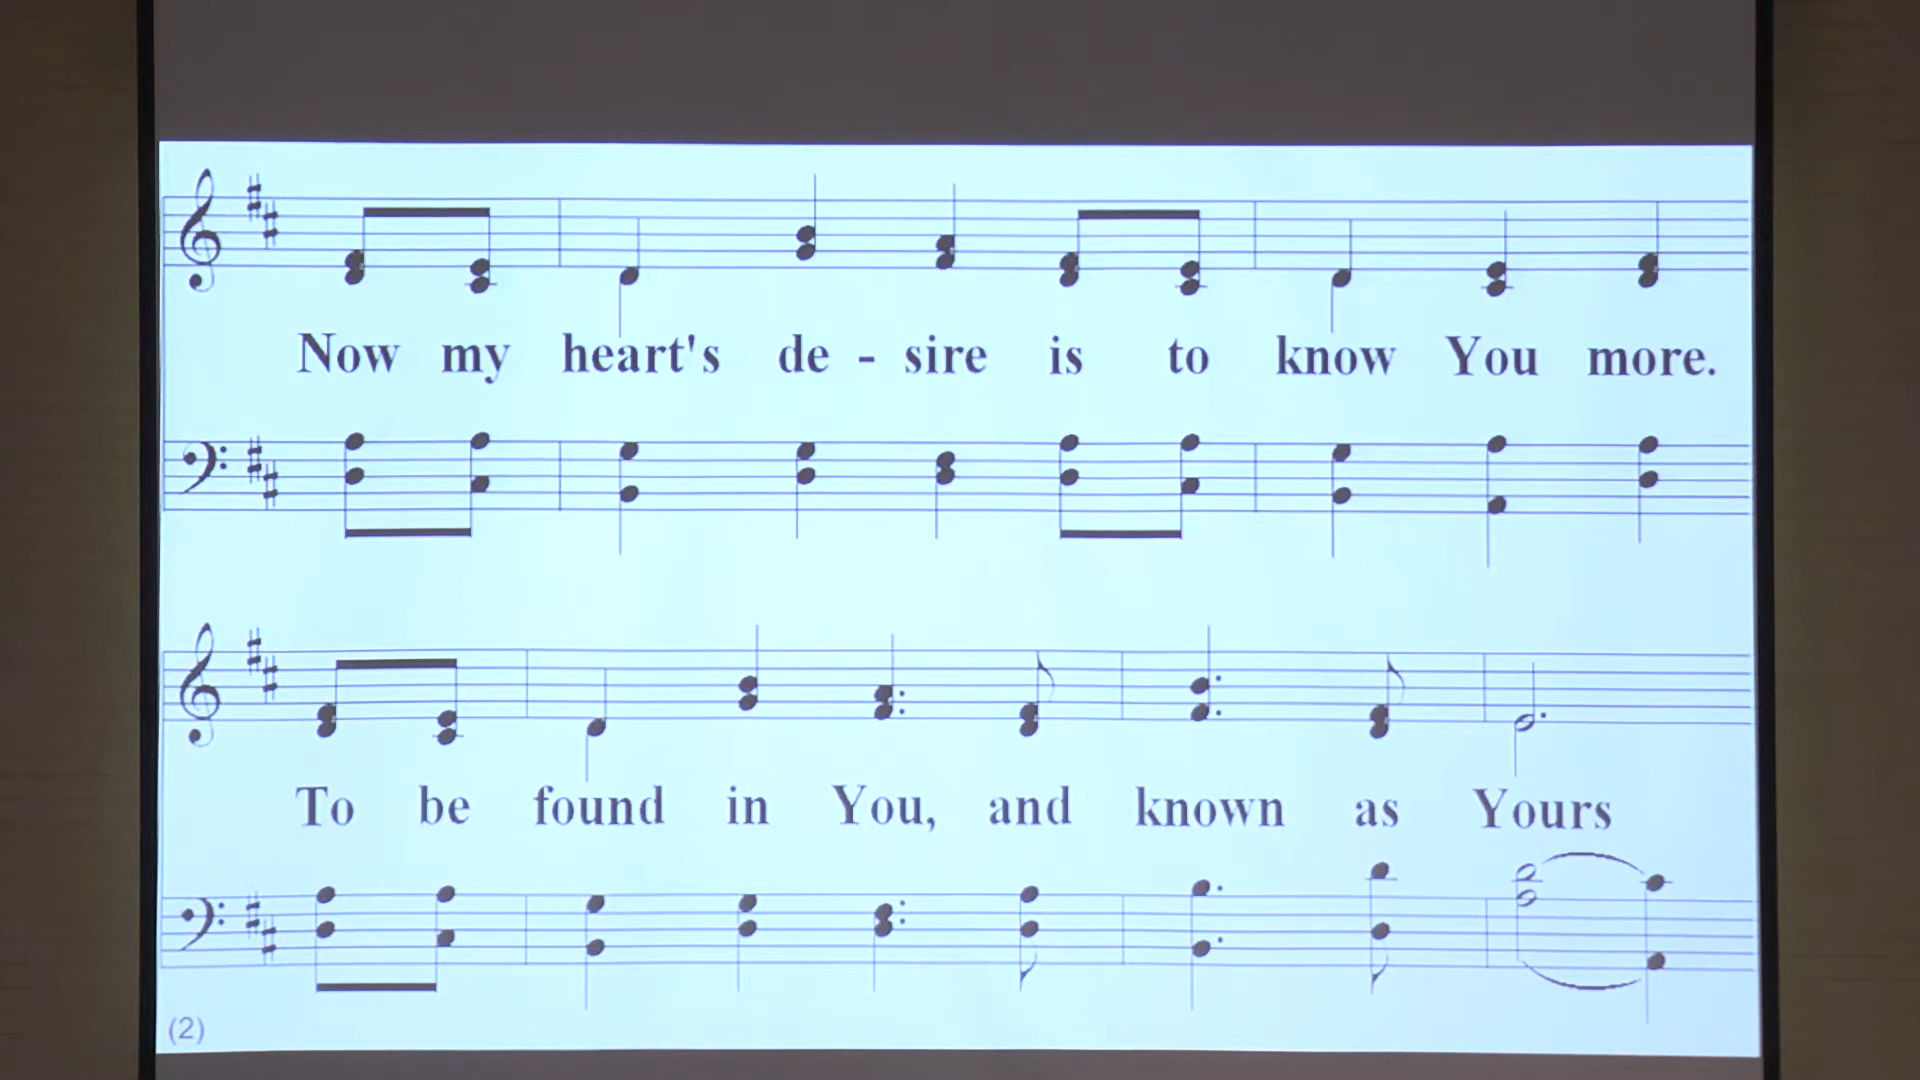 Now my heart's de - sire is to know You more.
To be found in You, and known as Yours
(2)